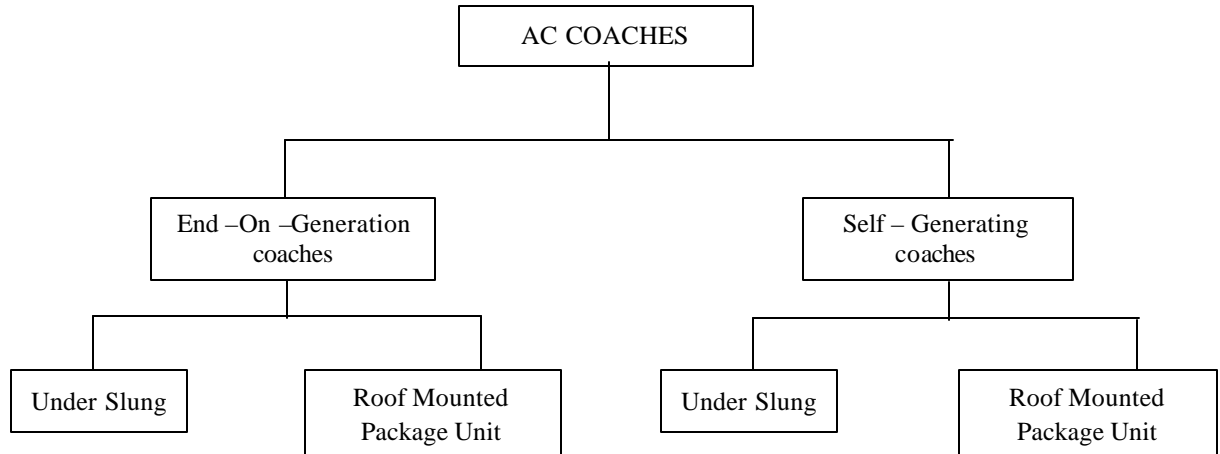 AC COACHES
End –On –Generation
coaches
Self – Generating
coaches
Under Slung
Roof Mounted
Package Unit
Under Slung
Roof Mounted
Package Unit